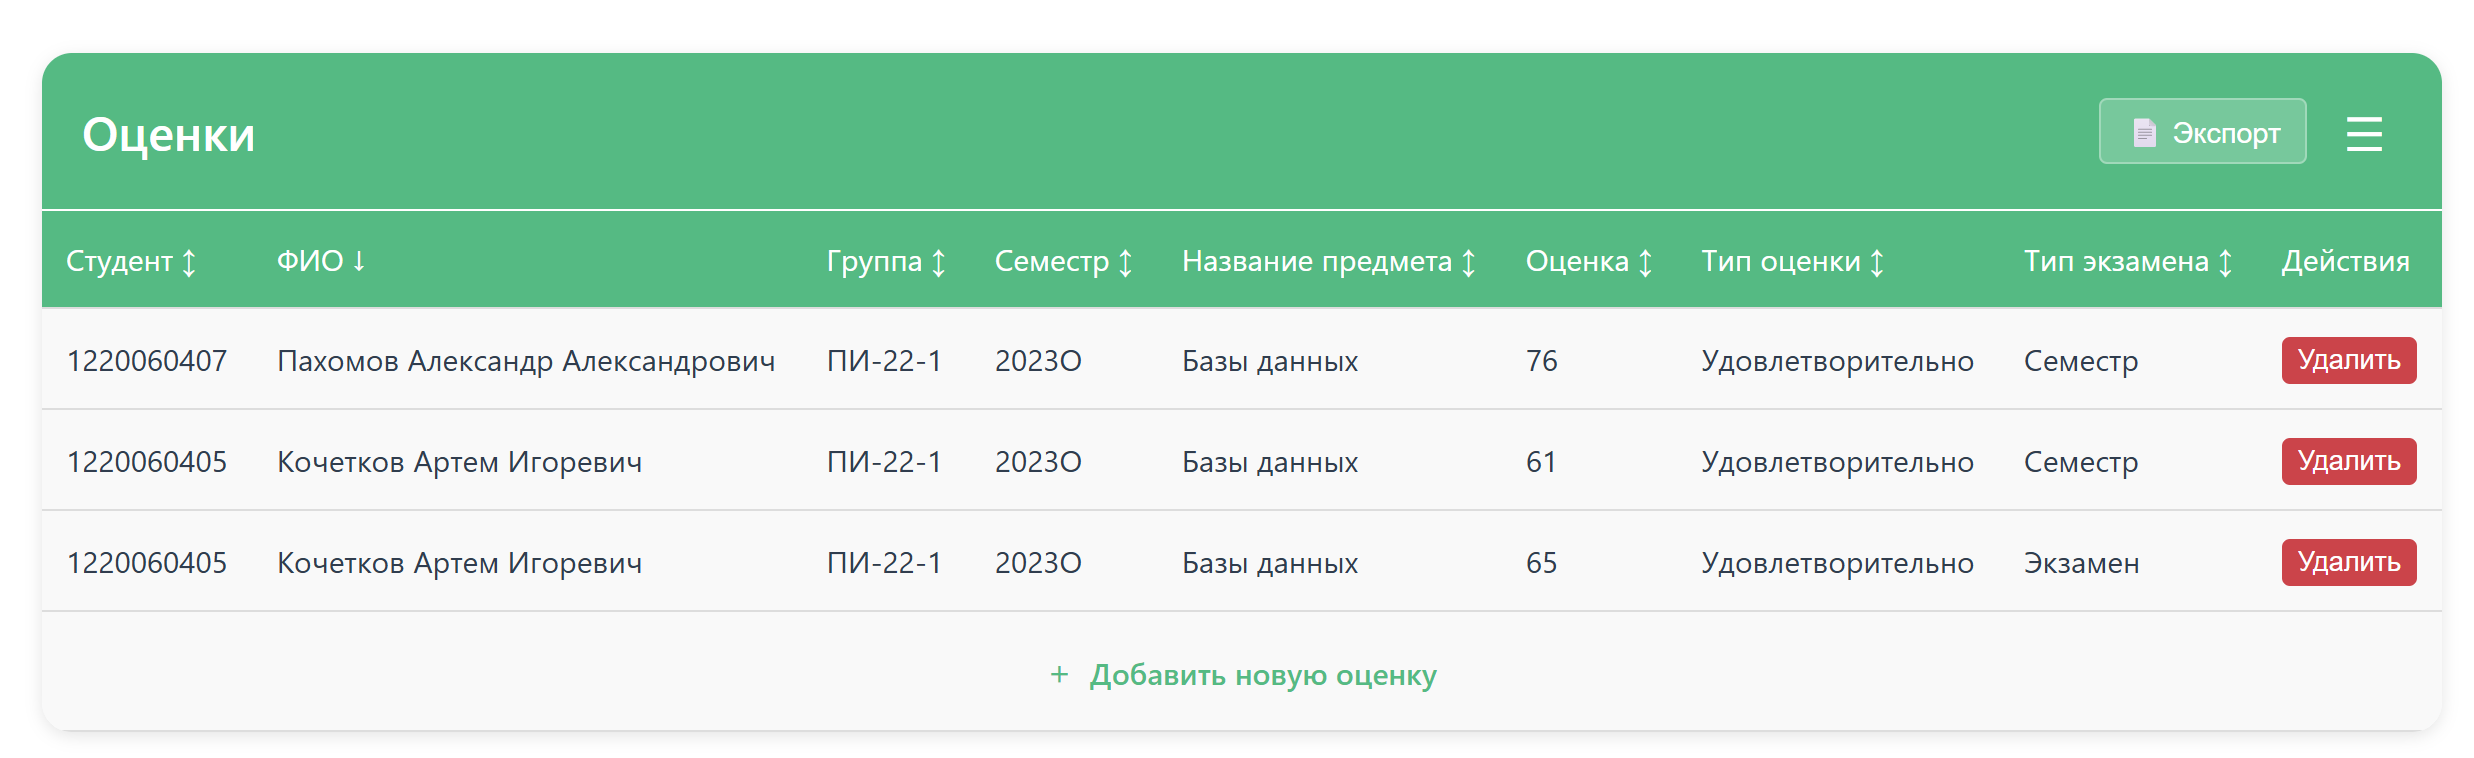 Оценки
Экспорт
Студент ↕ ФИО ↓ Группа ↕ Семестр ↕ Название предмета ↕ Оценка ↕ Тип оценки ↕ Тип экзамена ↕ Действия
1220060407 Пахомов Александр Александрович ПИ-22-1 2023О Базы данных 76 Удовлетворительно Семестр Удалить
1220060405 Кочетков Артем Игоревич ПИ-22-1 2023О Базы данных 61 Удовлетворительно Семестр Удалить
1220060405 Кочетков Артем Игоревич ПИ-22-1 2023О Базы данных 65 Удовлетворительно Экзамен Удалить
+ Добавить новую оценку